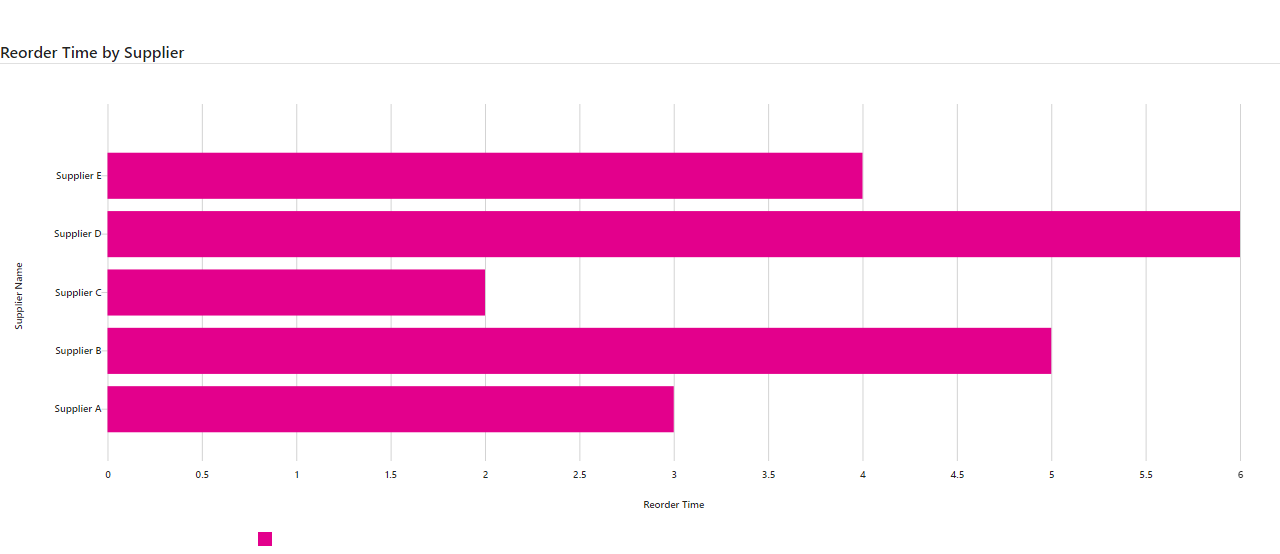 Reorder Time by Supplier
Supplier Name
Supplier E
Supplier D
Supplier C
Supplier B
Supplier A
0 0.5 1 1.5 2 2.5 3 3.5 4 4.5 5 5.5 6
Reorder Time